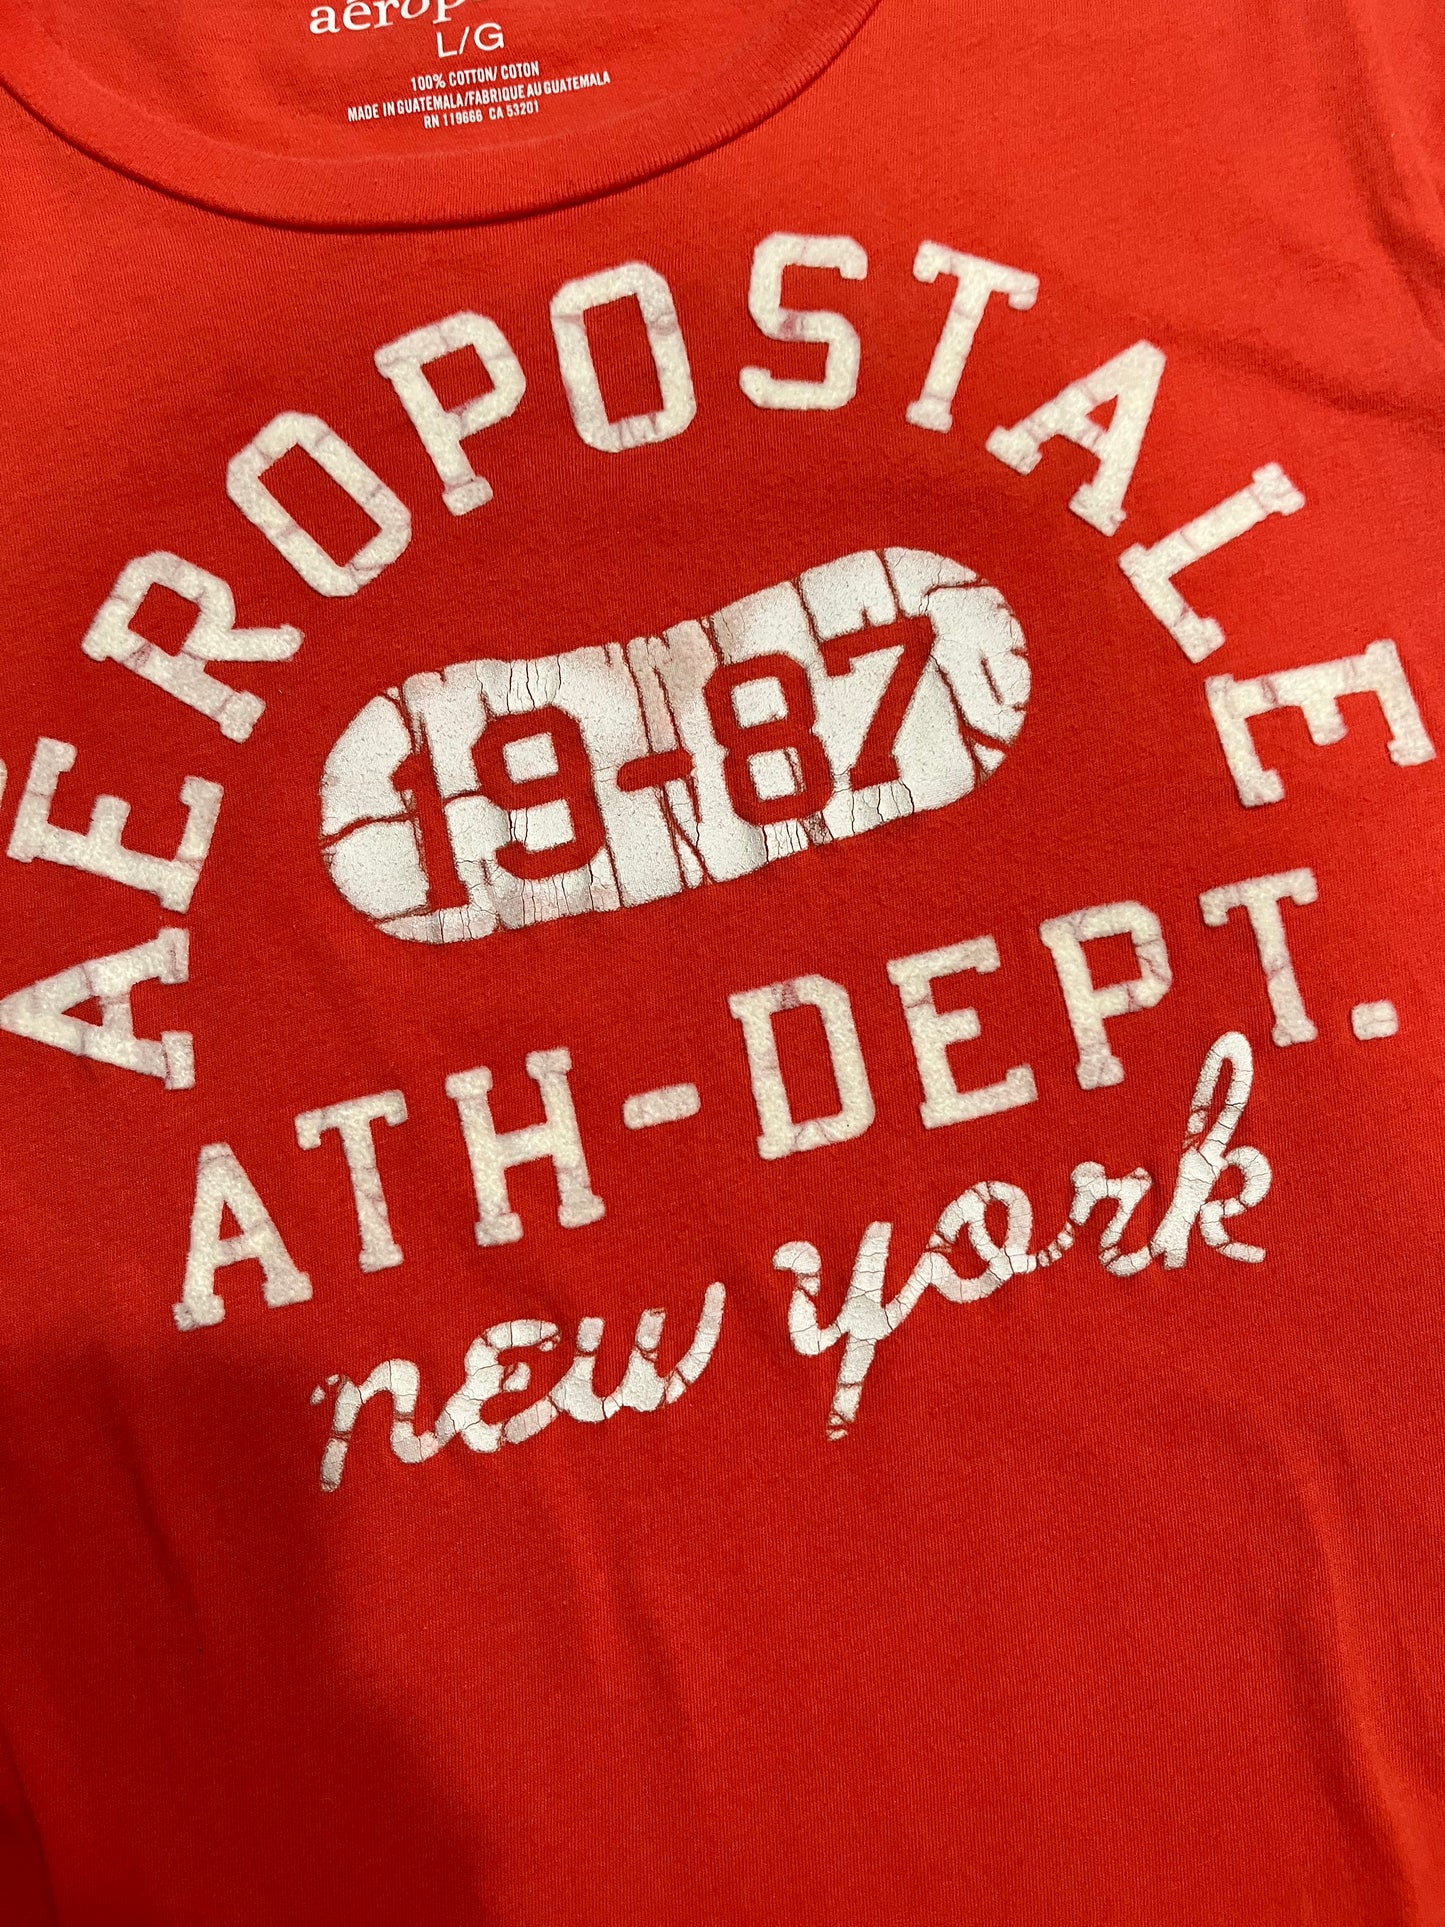 L/G
100% COTTON/ COTON
MADE IN GUATEMALA/FABRIQUE AU GUATEMALA
RN 119666 CA 53201
AEROPOSTALE
19-87
ATH-DEPT.
new york